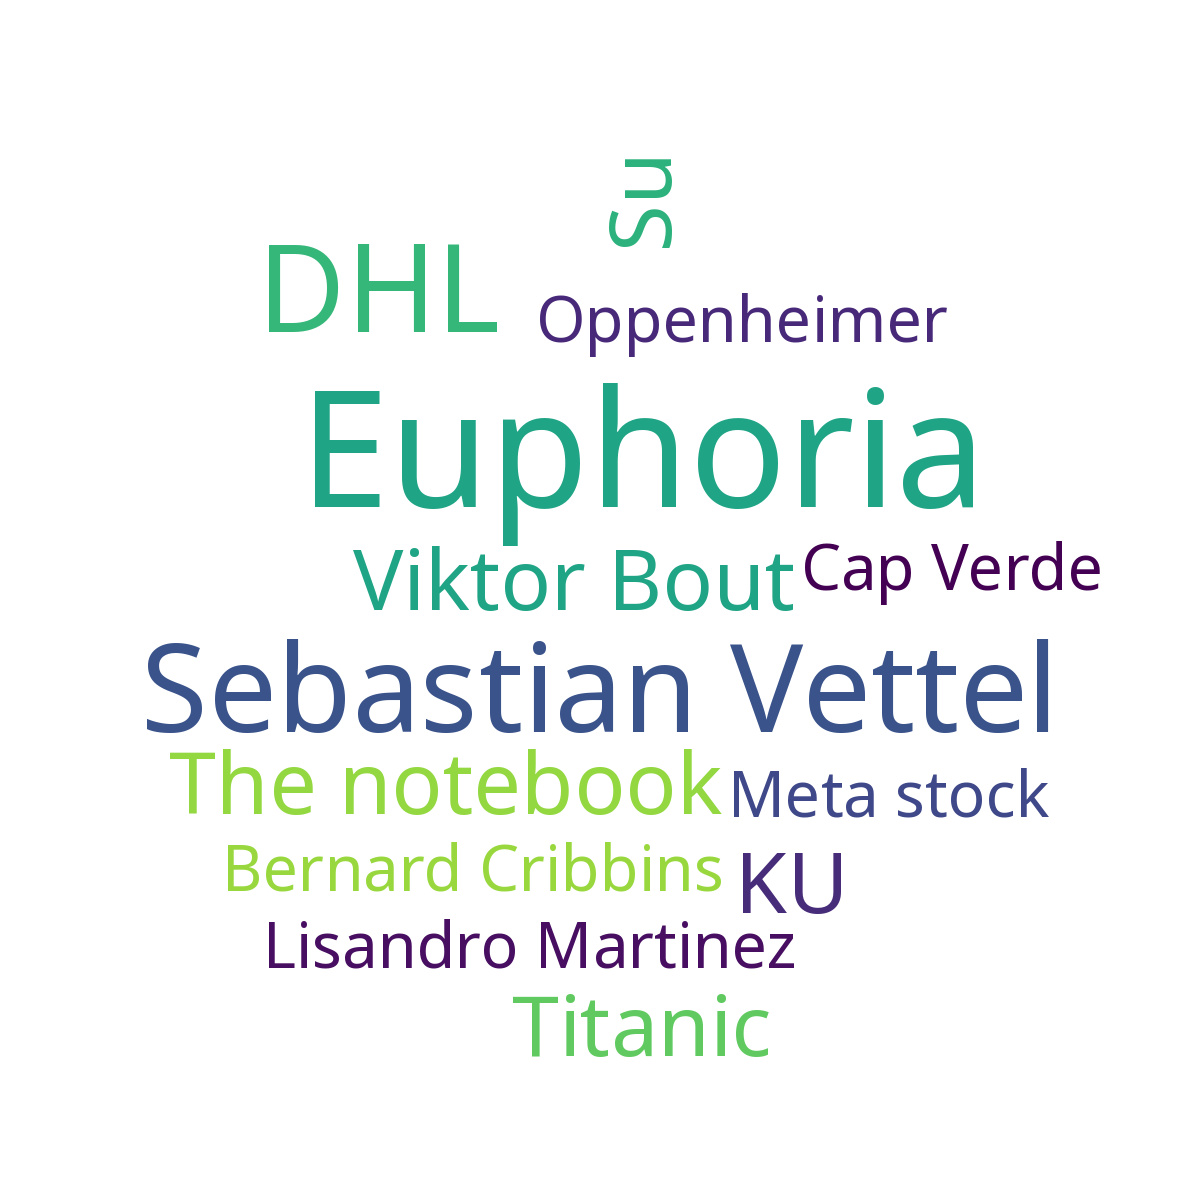 Su
DHL
Oppenheimer
Euphoria
Viktor Bout
Cap Verde
Sebastian Vettel
The notebook
Meta stock
Bernard Cribbins
KU
Lisandro Martinez
Titanic